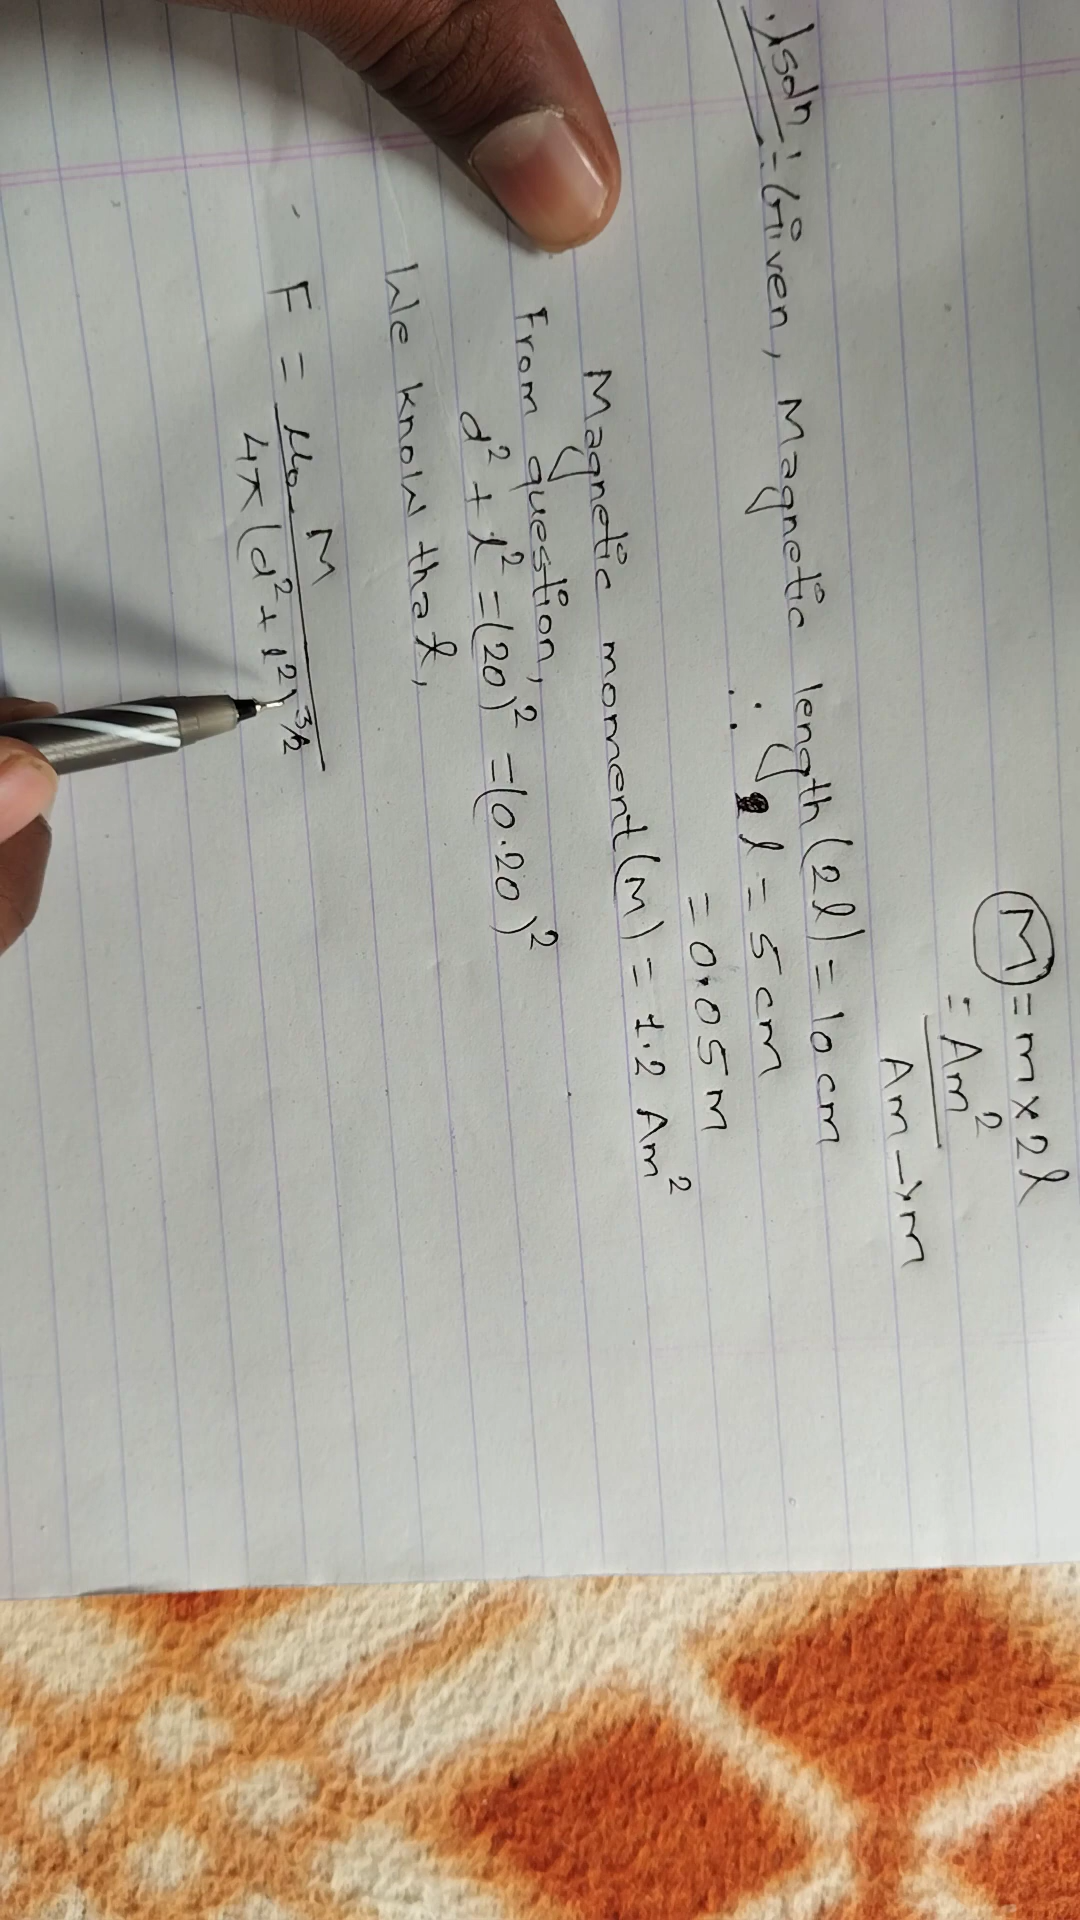 M = m × 2l
= Am²
Am → m
soln := Given, Magnetic length (2l) = 10 cm
∴ l = 5 cm
= 0.05 m
Magnetic moment (M) = 1.2 Am²
From question,
d² + l² = (20)² = (0.20)²
We know that,
F = μ₀ M / 4π (d² + l²)^3/2